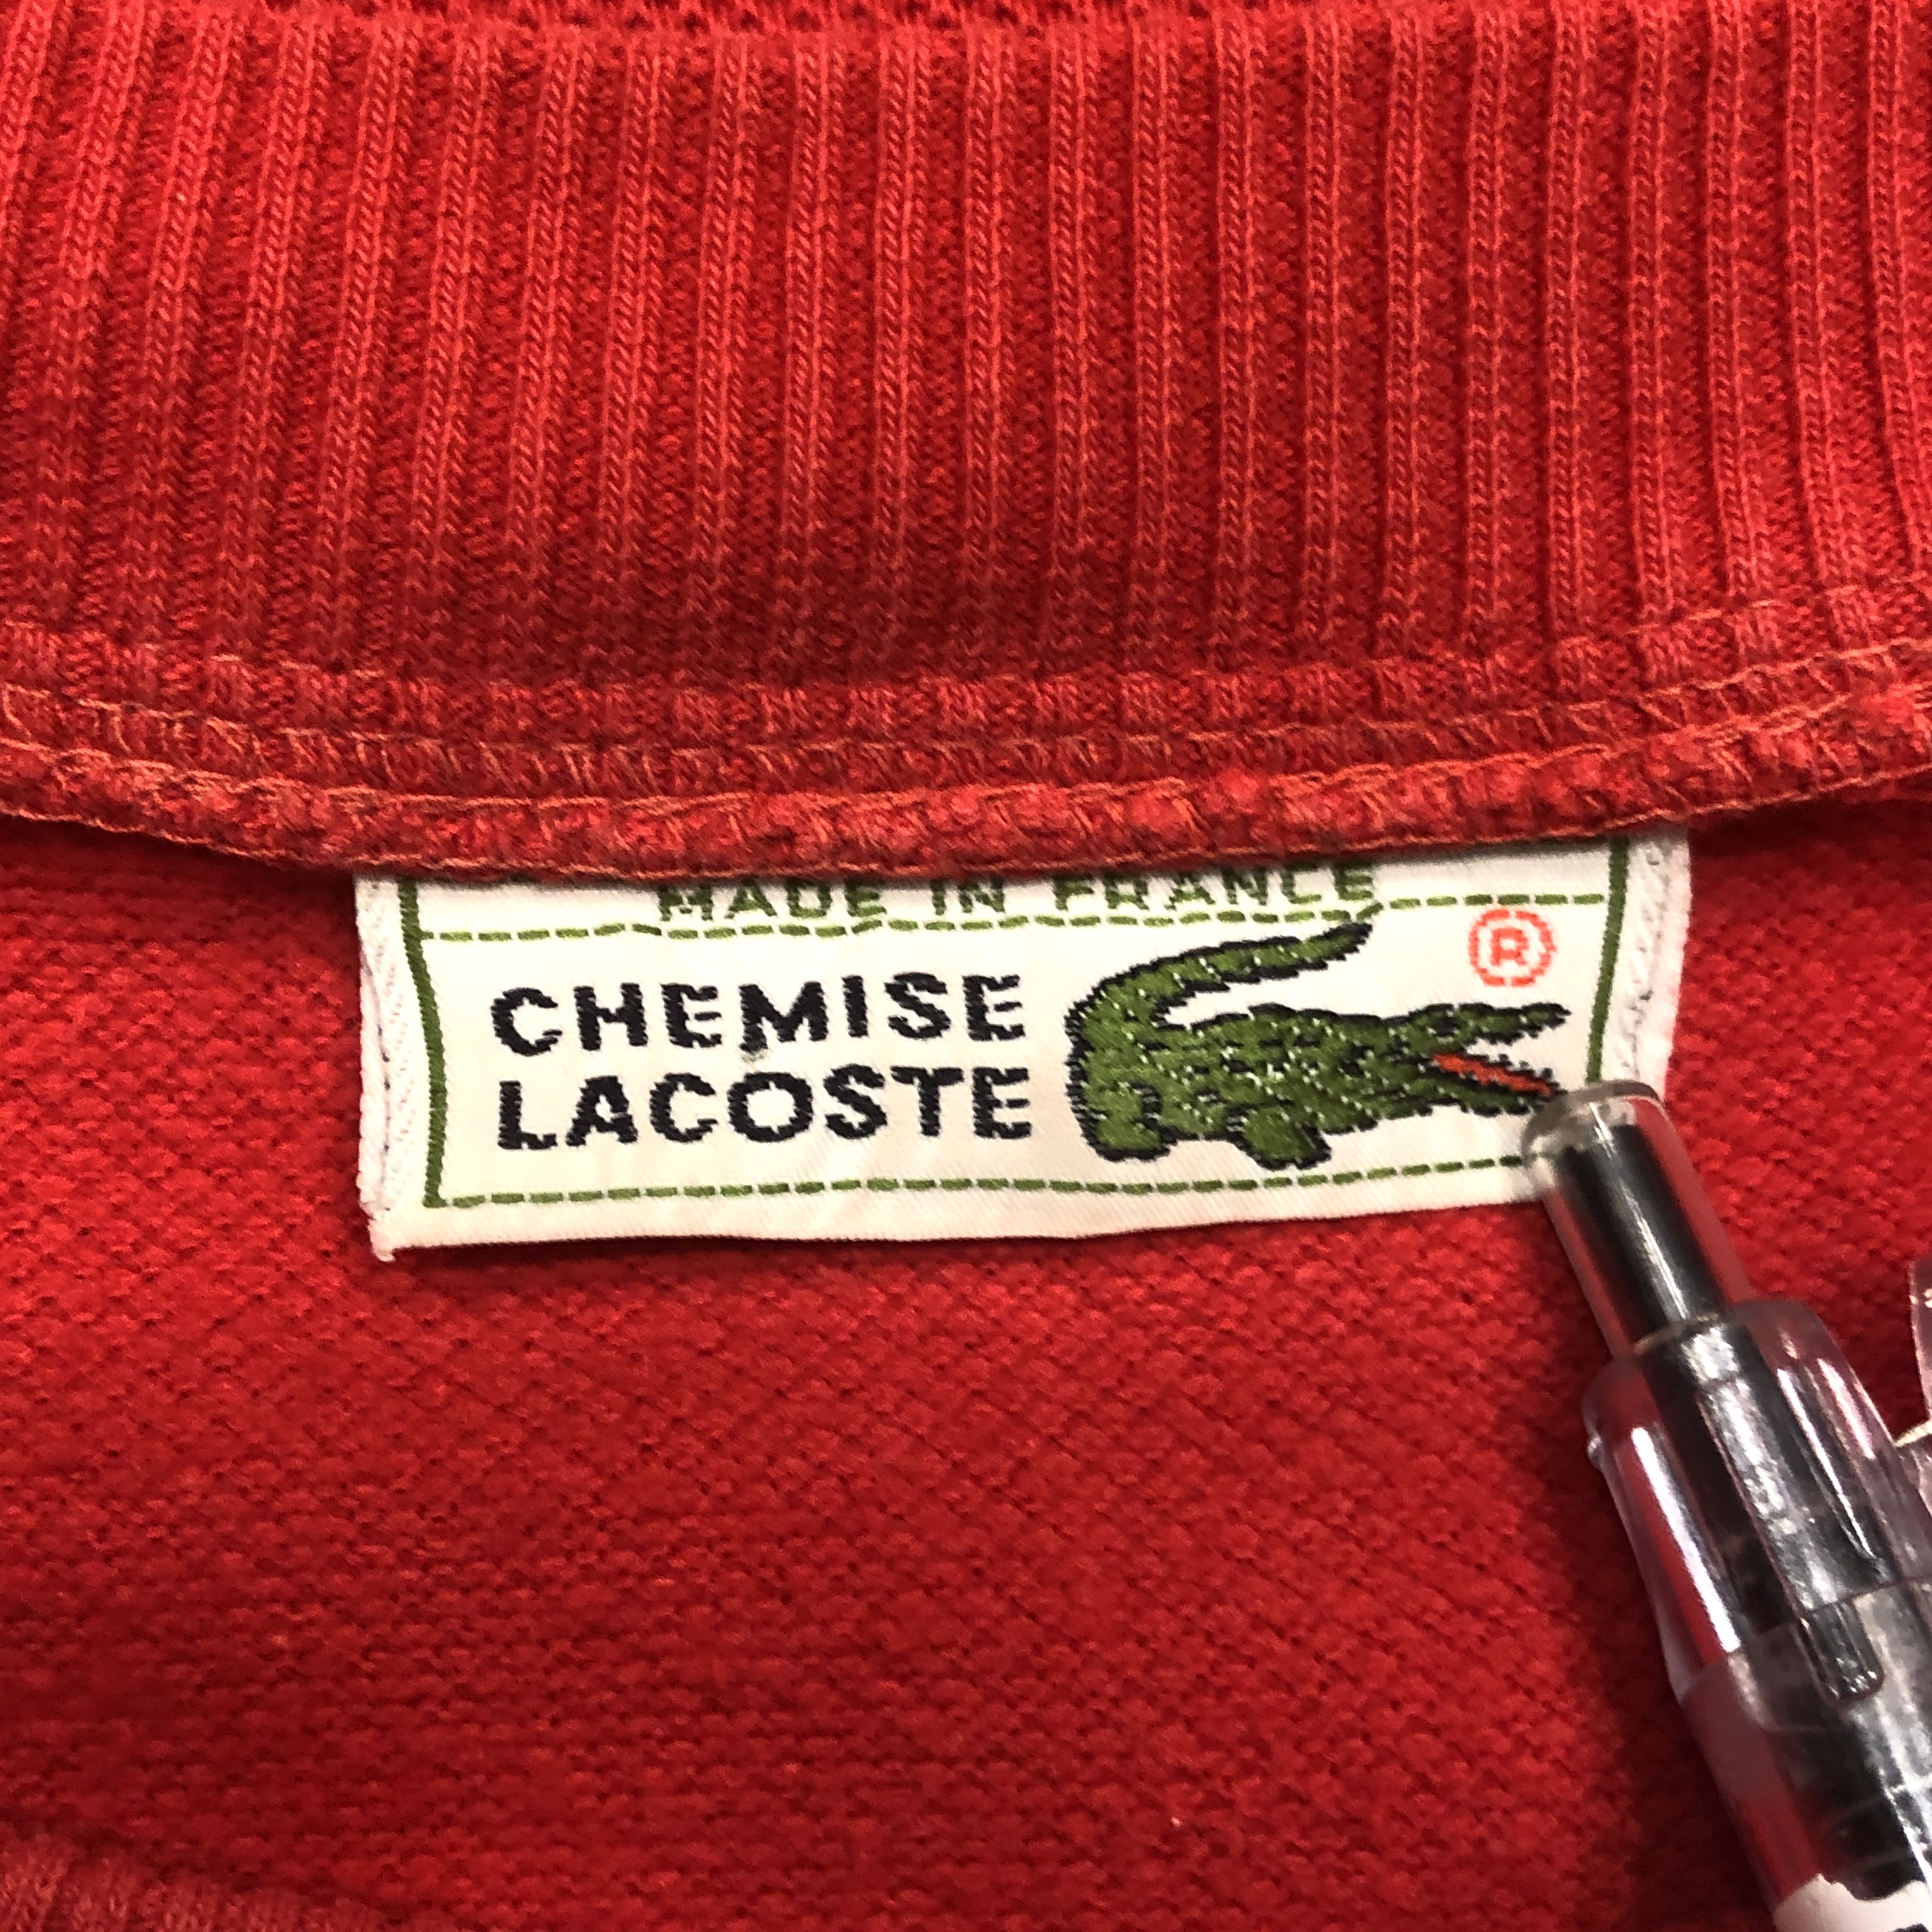 MADE IN FRANCE
®
CHEMISE
LACOSTE